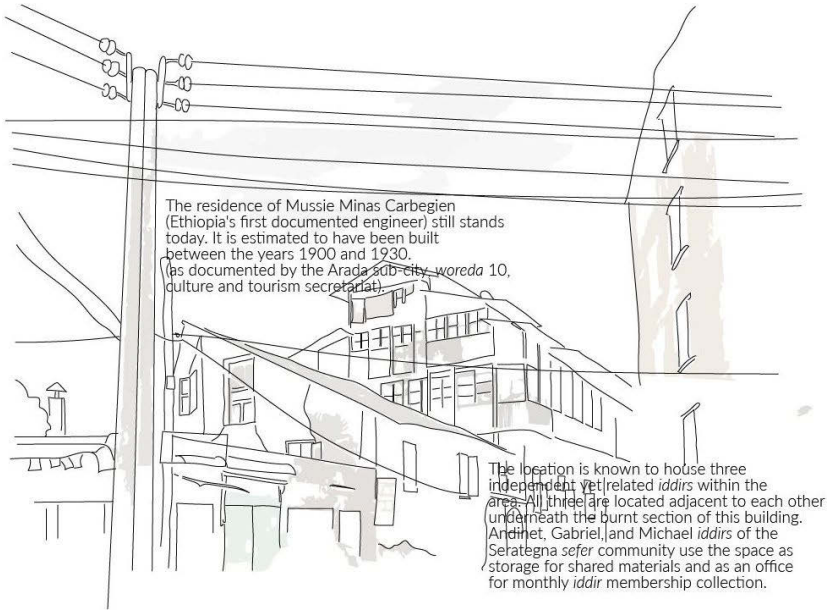 The residence of Mussie Minas Carbegien
(Ethiopia's first documented engineer) still stands
today. It is estimated to have been built
between the years 1900 and 1930.
(as documented by the Arada sub-city, woreda 10,
culture and tourism secretariat).
The location is known to house three
independent yet related iddirs within the
area. All three are located adjacent to each other
underneath the burnt section of this building.
Andinet, Gabriel, and Michael iddirs of the
Serategna sefer community use the space as
storage for shared materials and as an office
for monthly iddir membership collection.